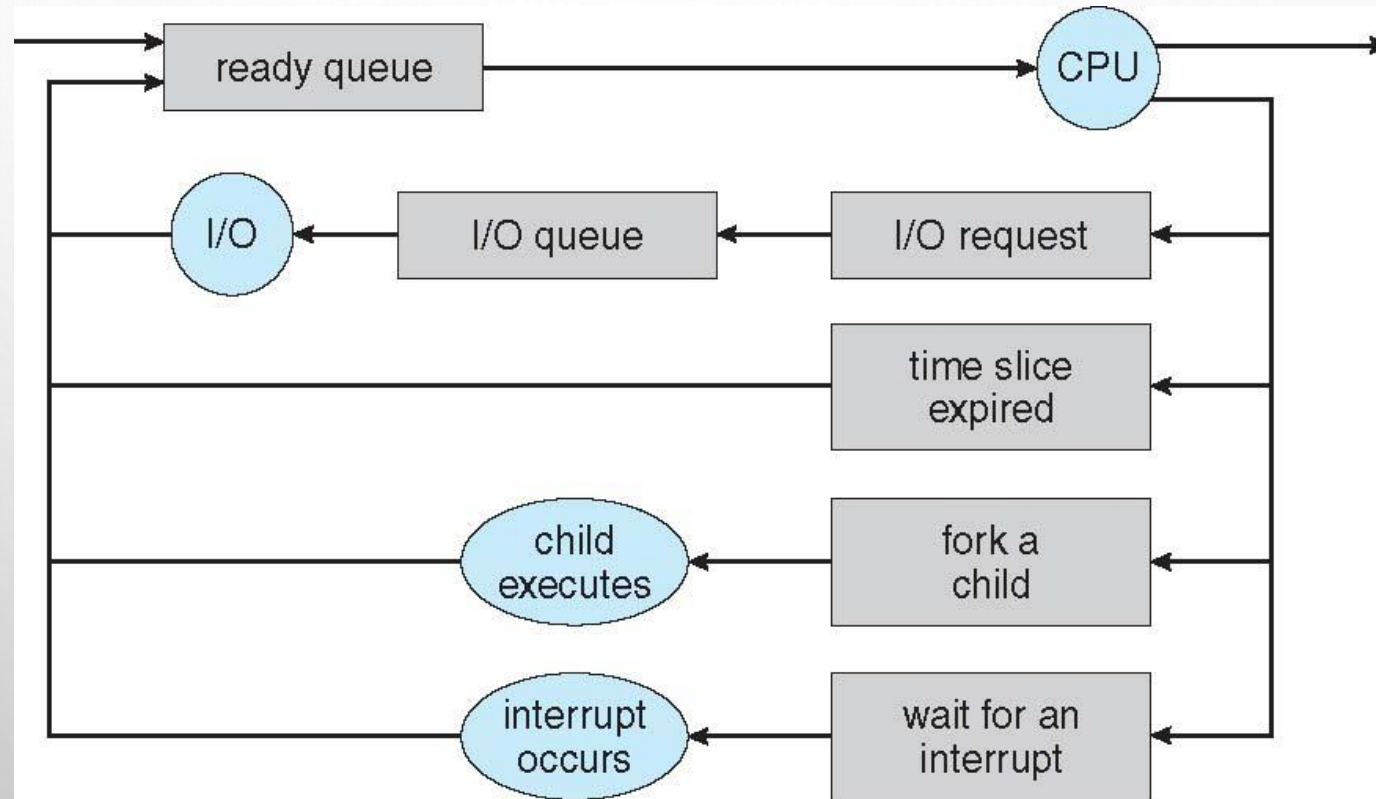 ready queue
CPU
I/O
I/O queue
I/O request
time slice
expired
child
executes
fork a
child
interrupt
occurs
wait for an
interrupt